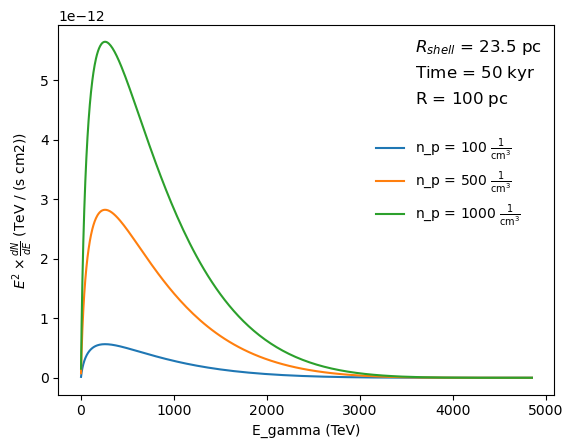 1e−12
R_shell = 23.5 pc
Time = 50 kyr
R = 100 pc
n_p = 100 1/cm³
n_p = 500 1/cm³
n_p = 1000 1/cm³
5
4
3
2
1
0
E² × dN/dE (TeV / (s cm2))
0 1000 2000 3000 4000 5000
E_gamma (TeV)